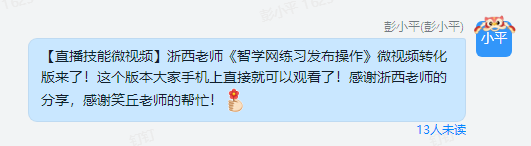 彭小平(彭小平)
小平
【直播技能微视频】浙西老师《智学网练习发布操作》微视频转化
版来了！这个版本大家手机上直接就可以观看了！感谢浙西老师的
分享，感谢笑丘老师的帮忙！
13人未读